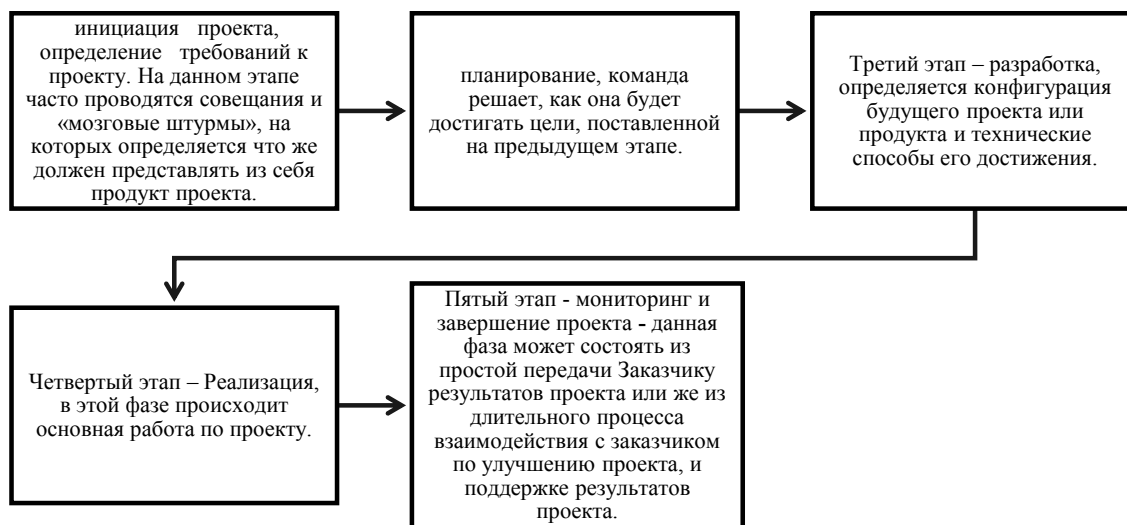 инициация проекта,
определение требований к
проекту. На данном этапе
часто проводятся совещания и
«мозговые штурмы», на
которых определяется что же
должен представлять из себя
продукт проекта.
планирование, команда
решает, как она будет
достигать цели, поставленной
на предыдущем этапе.
Третий этап – разработка,
определяется конфигурация
будущего проекта или
продукта и технические
способы его достижения.
Четвертый этап – Реализация,
в этой фазе происходит
основная работа по проекту.
Пятый этап - мониторинг и
завершение проекта - данная
фаза может состоять из
простой передачи Заказчику
результатов проекта или же из
длительного процесса
взаимодействия с заказчиком
по улучшению проекта, и
поддержке результатов
проекта.